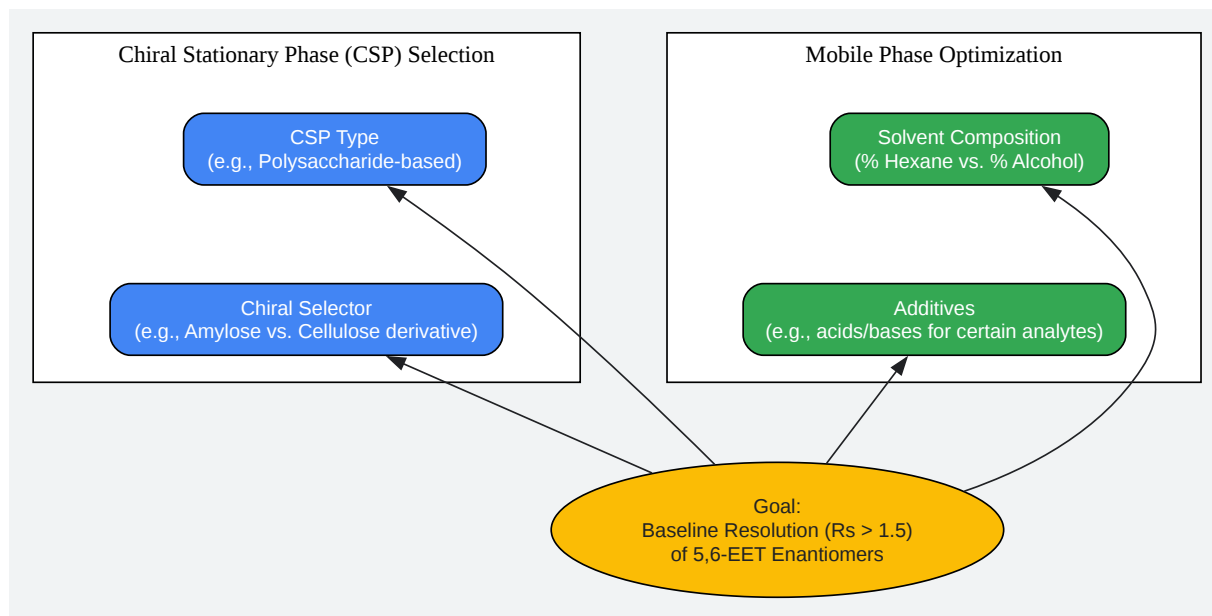 Chiral Stationary Phase (CSP) Selection
CSP Type
(e.g., Polysaccharide-based)
Chiral Selector
(e.g., Amylose vs. Cellulose derivative)
Mobile Phase Optimization
Solvent Composition
(% Hexane vs. % Alcohol)
Additives
(e.g., acids/bases for certain analytes)
Goal:
Baseline Resolution (Rs > 1.5)
of 5,6-EET Enantiomers